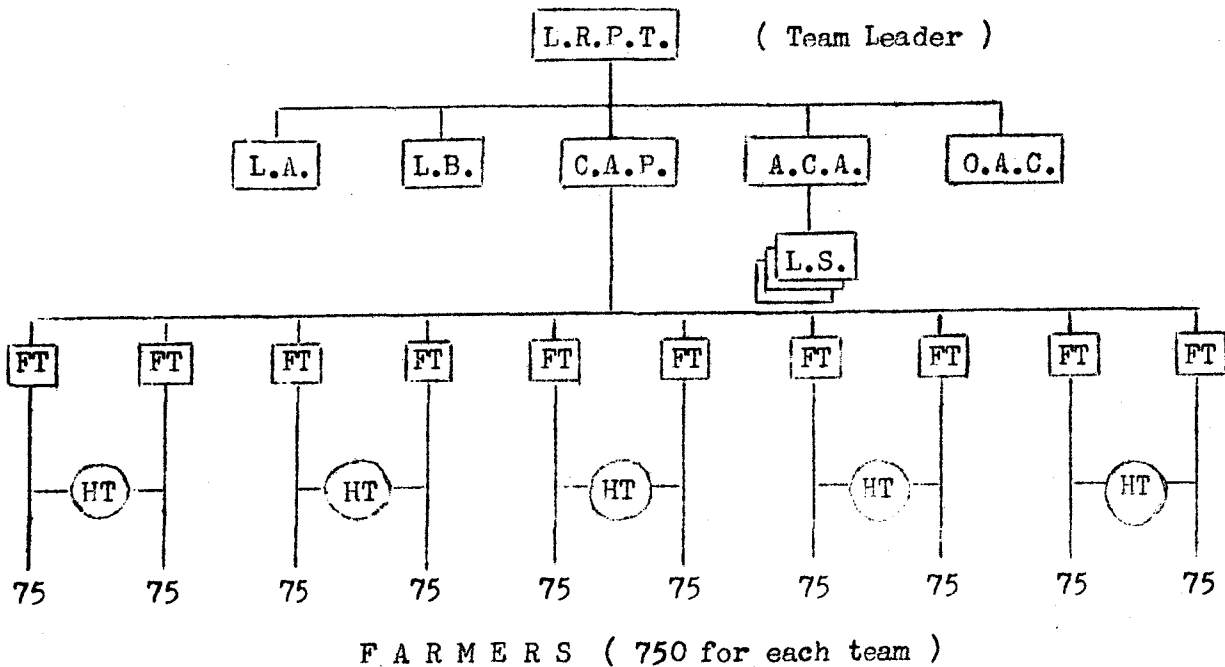 L.R.P.T. ( Team Leader )
L.A. L.B. C.A.P. A.C.A. O.A.C.
L.S.
FT FT FT FT FT FT FT FT FT FT
HT HT HT HT HT
75 75 75 75 75 75 75 75 75 75
F A R M E R S ( 750 for each team )